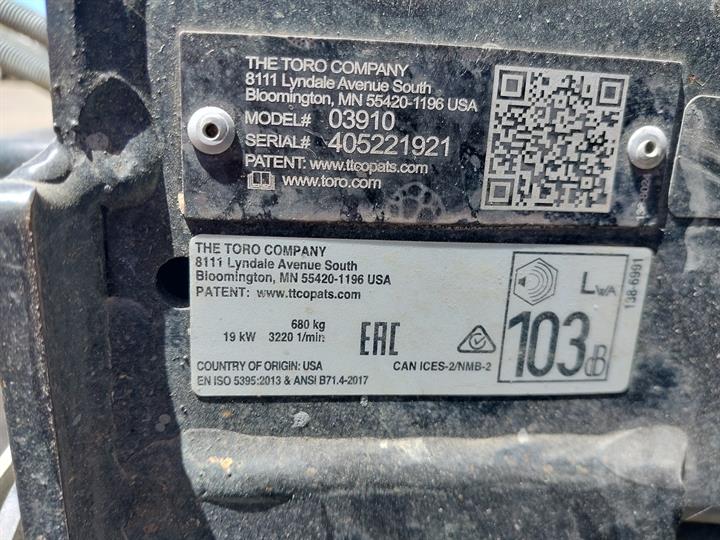 THE TORO COMPANY
8111 Lyndale Avenue South
Bloomington, MN 55420-1196 USA
MODEL# 03910
SERIAL# 405221921
PATENT: www.ttcopats.com
www.toro.com
THE TORO COMPANY
8111 Lyndale Avenue South
Bloomington, MN 55420-1196 USA
PATENT: www.ttcopats.com
680 kg
19 kW 3220 1/min
EAC
COUNTRY OF ORIGIN: USA
CAN ICES-2/NMB-2
EN ISO 5395:2013 & ANSI B71.4-2017
LWA
103dB
138-6991